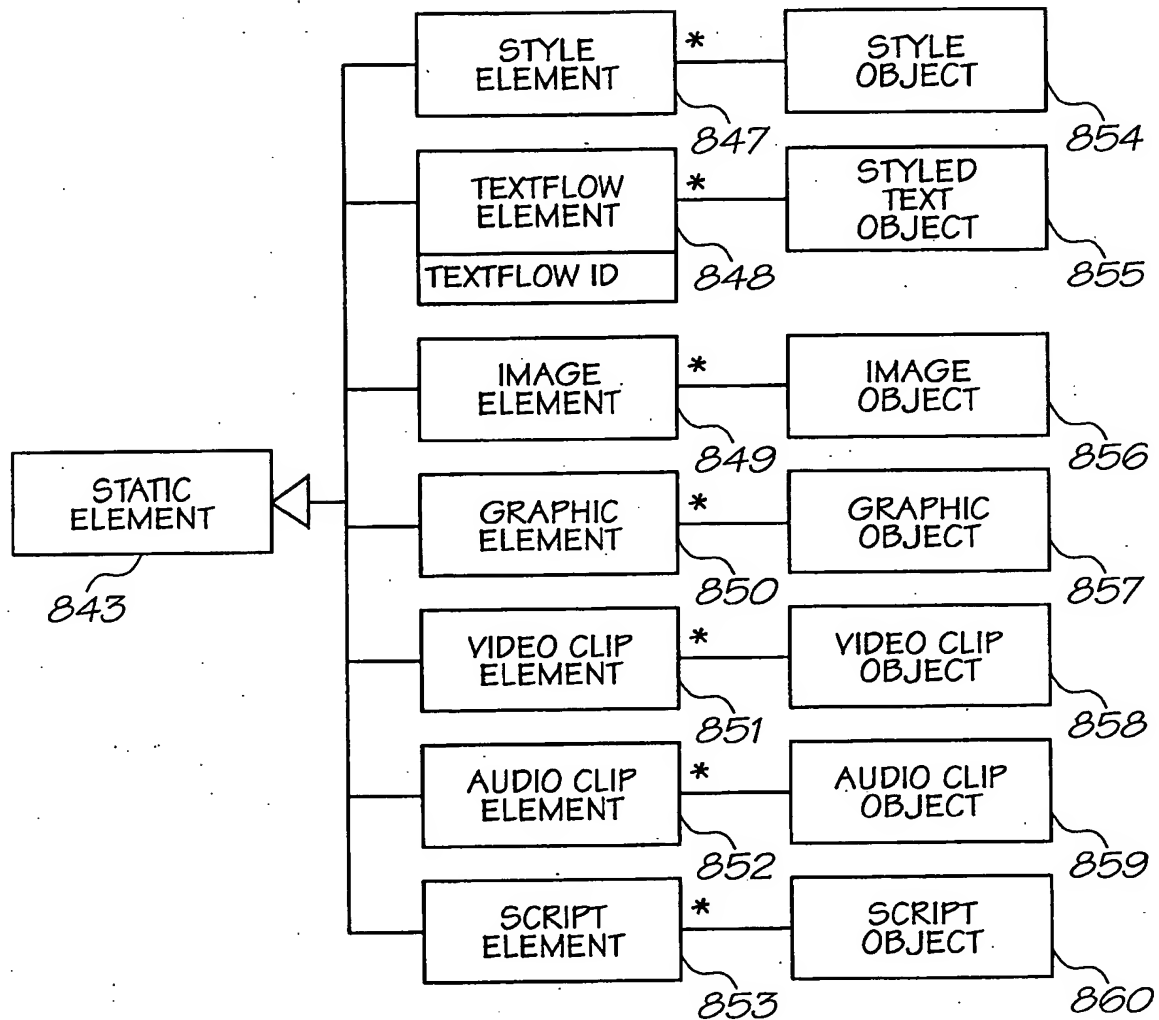 STYLE
ELEMENT
*
847
STYLE
OBJECT
854
TEXTFLOW
ELEMENT
TEXTFLOW ID
*
848
STYLED
TEXT
OBJECT
855
IMAGE
ELEMENT
*
849
IMAGE
OBJECT
856
STATIC
ELEMENT
843
GRAPHIC
ELEMENT
*
850
GRAPHIC
OBJECT
857
VIDEO CLIP
ELEMENT
*
851
VIDEO CLIP
OBJECT
858
AUDIO CLIP
ELEMENT
*
852
AUDIO CLIP
OBJECT
859
SCRIPT
ELEMENT
*
853
SCRIPT
OBJECT
860